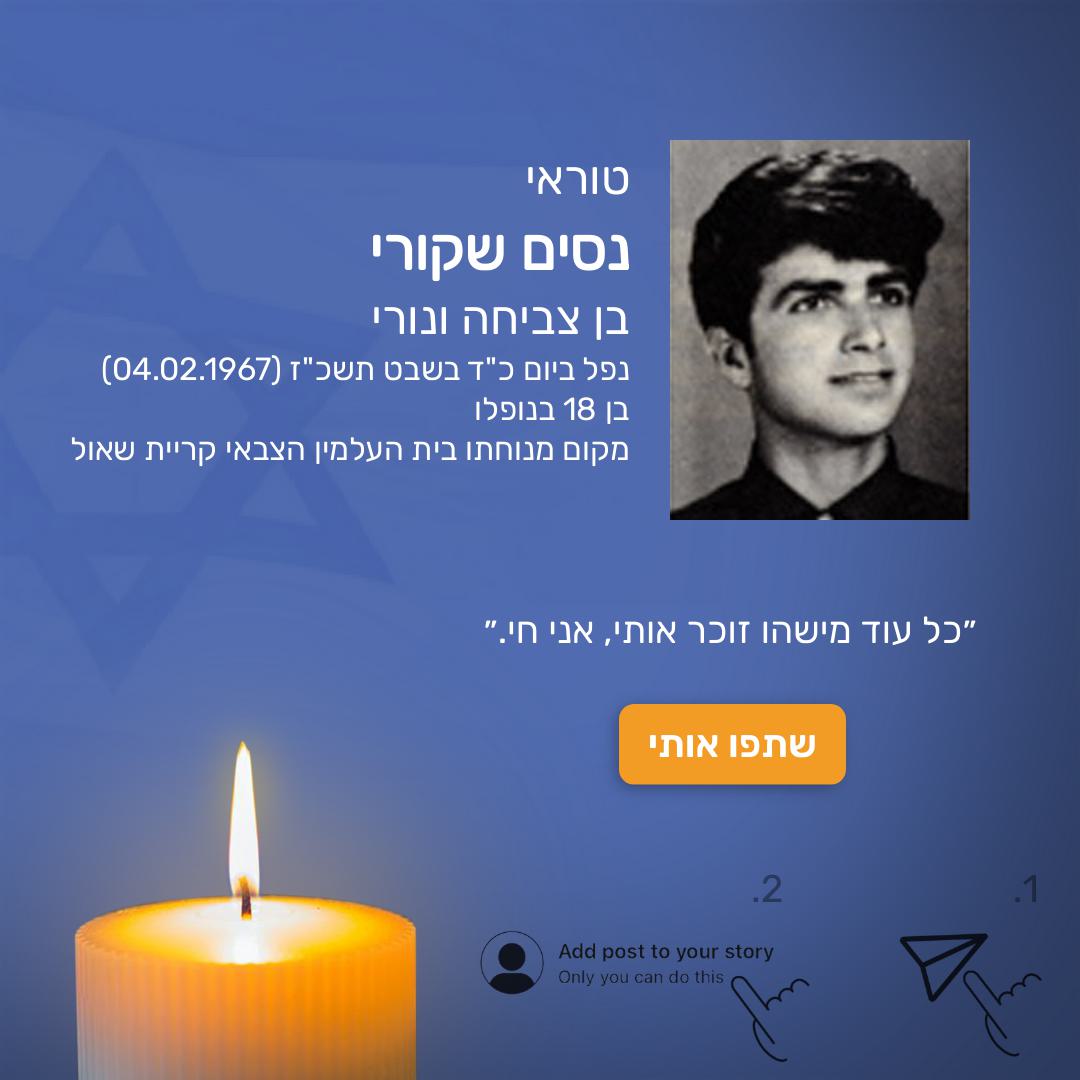 טוראי
נסים שקורי
בן צביחה ונורי
נפל ביום כ"ד בשבט תשכ"ז (04.02.1967)
בן 18 בנופלו
מקום מנוחתו בית העלמין הצבאי קריית שאול
״כל עוד מישהו זוכר אותי, אני חי.״
שתפו אותי
.1
.2
Add post to your story
Only you can do this